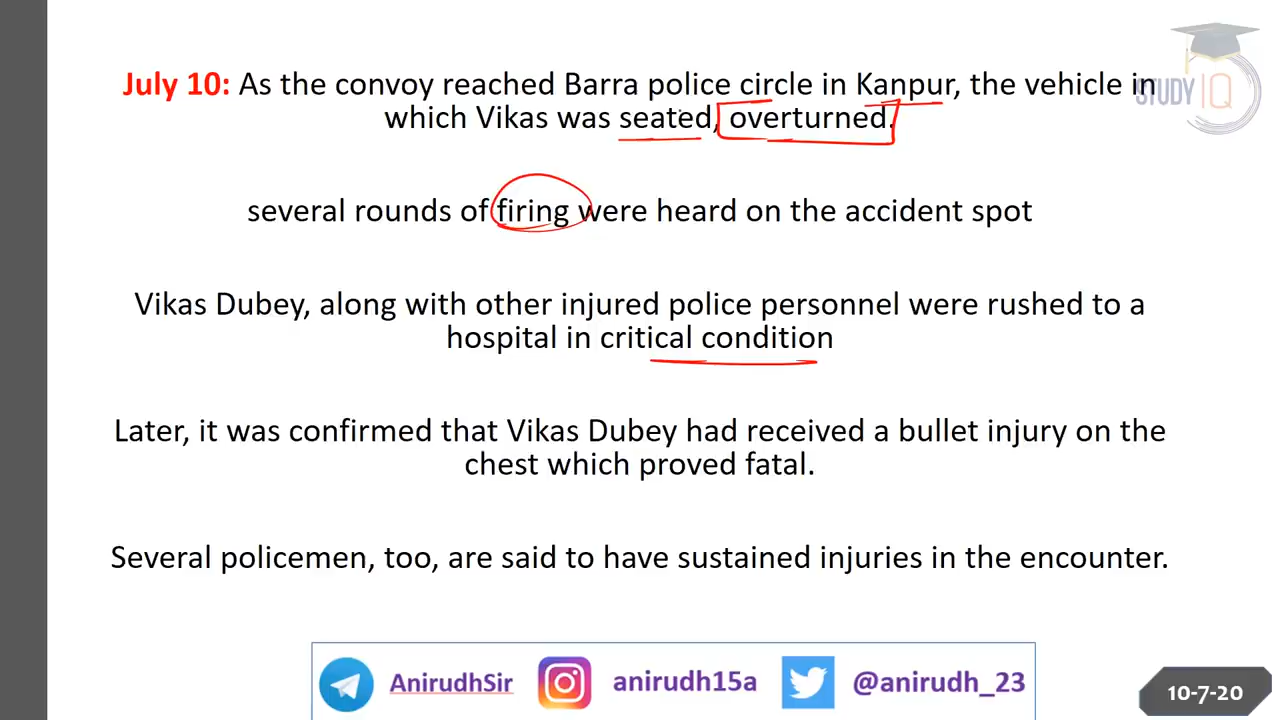 July 10: As the convoy reached Barra police circle in Kanpur, the vehicle in
which Vikas was seated, overturned.
STUDY IQ
several rounds of firing were heard on the accident spot
Vikas Dubey, along with other injured police personnel were rushed to a
hospital in critical condition
Later, it was confirmed that Vikas Dubey had received a bullet injury on the
chest which proved fatal.
Several policemen, too, are said to have sustained injuries in the encounter.
AnirudhSir anirudh15a @anirudh_23
10-7-20